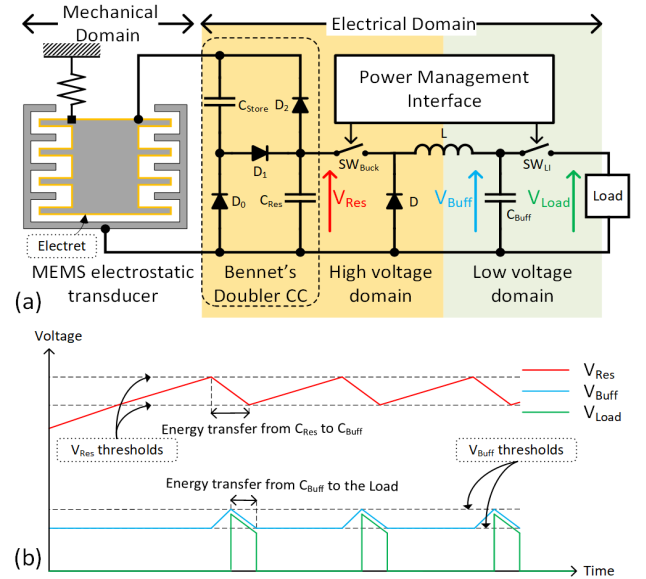 (a)
Mechanical
Domain
Electrical Domain
Power Management
Interface
C_Store
D_2
D_1
D_0
C_Res
SW_Buck
L
SW_LI
V_Res
D
V_Buff
C_Buff
V_Load
Load
Electret
MEMS electrostatic
transducer
Bennet's
Doubler CC
High voltage
domain
Low voltage
domain
Voltage
V_Res
V_Buff
V_Load
Energy transfer from C_Res to C_Buff
V_Res thresholds
V_Buff thresholds
Energy transfer from C_Buff to the Load
(b)
Time